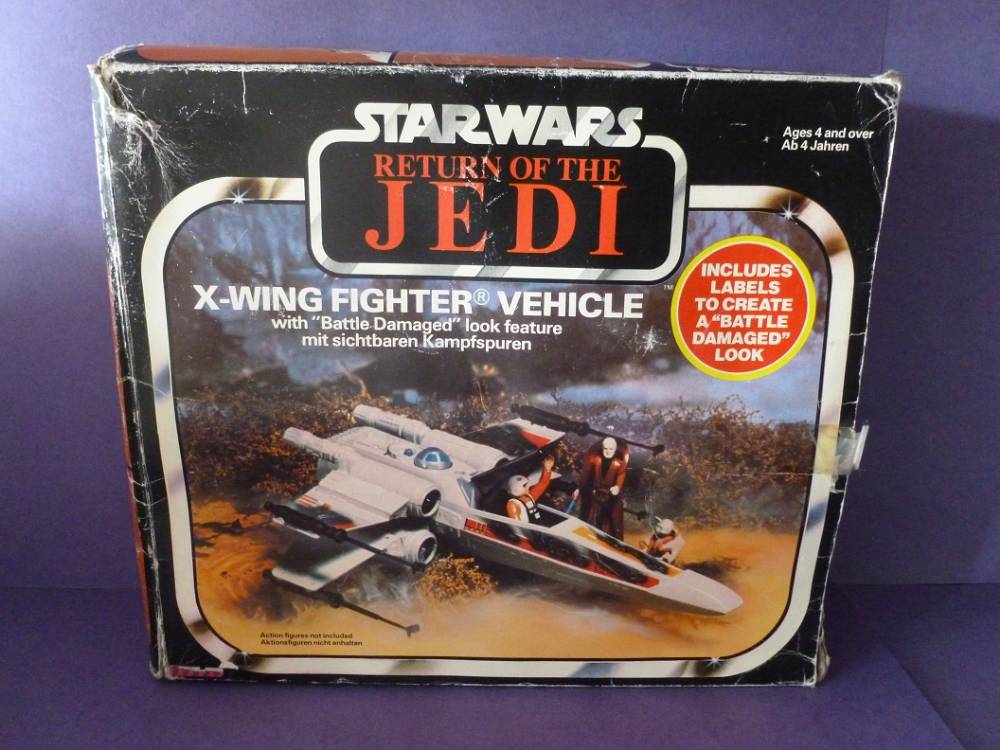 STAR WARS
RETURN OF THE
JEDI
Ages 4 and over
Ab 4 Jahren
X-WING FIGHTER® VEHICLE
TM
with "Battle Damaged" look feature
mit sichtbaren Kampfspuren
INCLUDES
LABELS
TO CREATE
A "BATTLE
DAMAGED"
LOOK
Action figures not included
Aktionsfiguren nicht enthalten